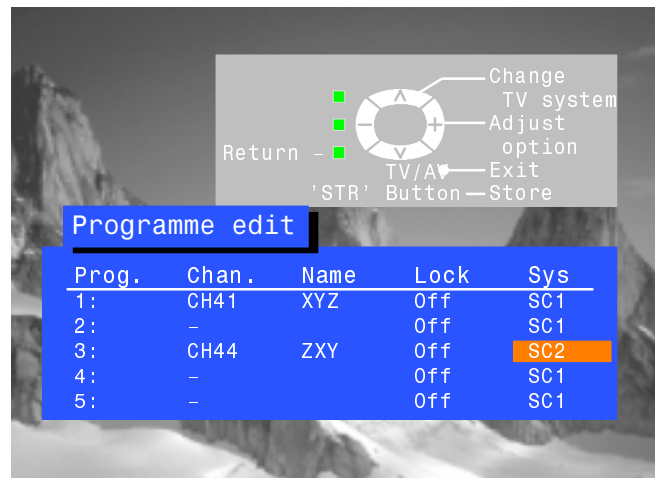 Change
TV system
Adjust
option
Return –
TV/AV Exit
'STR' Button — Store
Programme edit
Prog. Chan. Name Lock Sys
1: CH41 XYZ Off SC1
2: – Off SC1
3: CH44 ZXY Off SC2
4: – Off SC1
5: – Off SC1